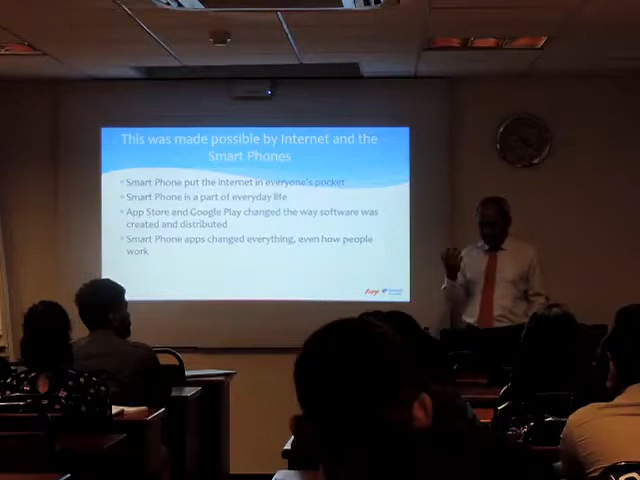 This was made possible by Internet and the
Smart Phones
Smart Phone put the internet in everyone's pocket
Smart Phone is a part of everyday life
App Store and Google Play changed the way software was
created and distributed
Smart Phone apps changed everything, even how people
work